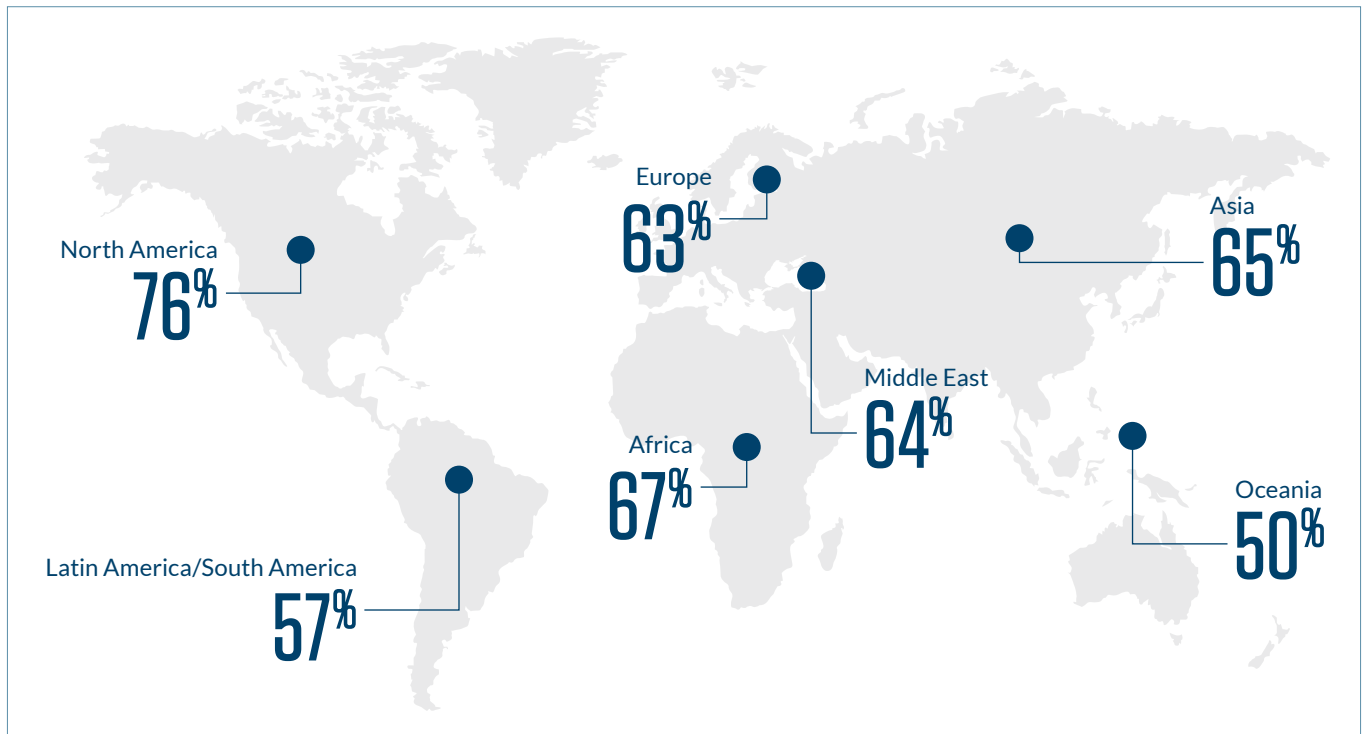 Europe
63%
Asia
65%
North America
76%
Middle East
64%
Africa
67%
Oceania
50%
Latin America/South America
57%